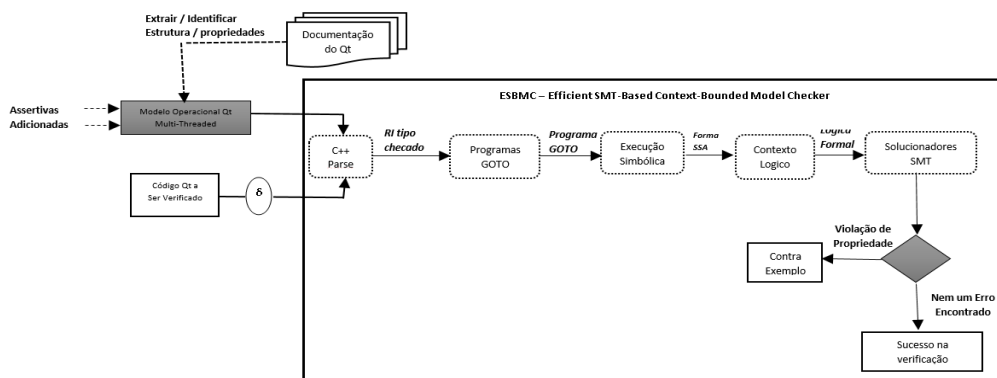 Extrair / Identificar
Estrutura / propriedades
Documentação
do Qt
ESBMC – Efficient SMT-Based Context-Bounded Model Checker
Assertivas
Adicionadas
Modelo Operacional Qt
Multi-Threaded
C++
Parse
RI tipo
checado
Programas
GOTO
Programa
GOTO
Execução
Simbólica
Forma
SSA
Contexto
Logico
Logica
Formal
Solucionadores
SMT
Código Qt a
Ser Verificado
δ
Violação de
Propriedade
Contra
Exemplo
Nem um Erro
Encontrado
Sucesso na
verificação